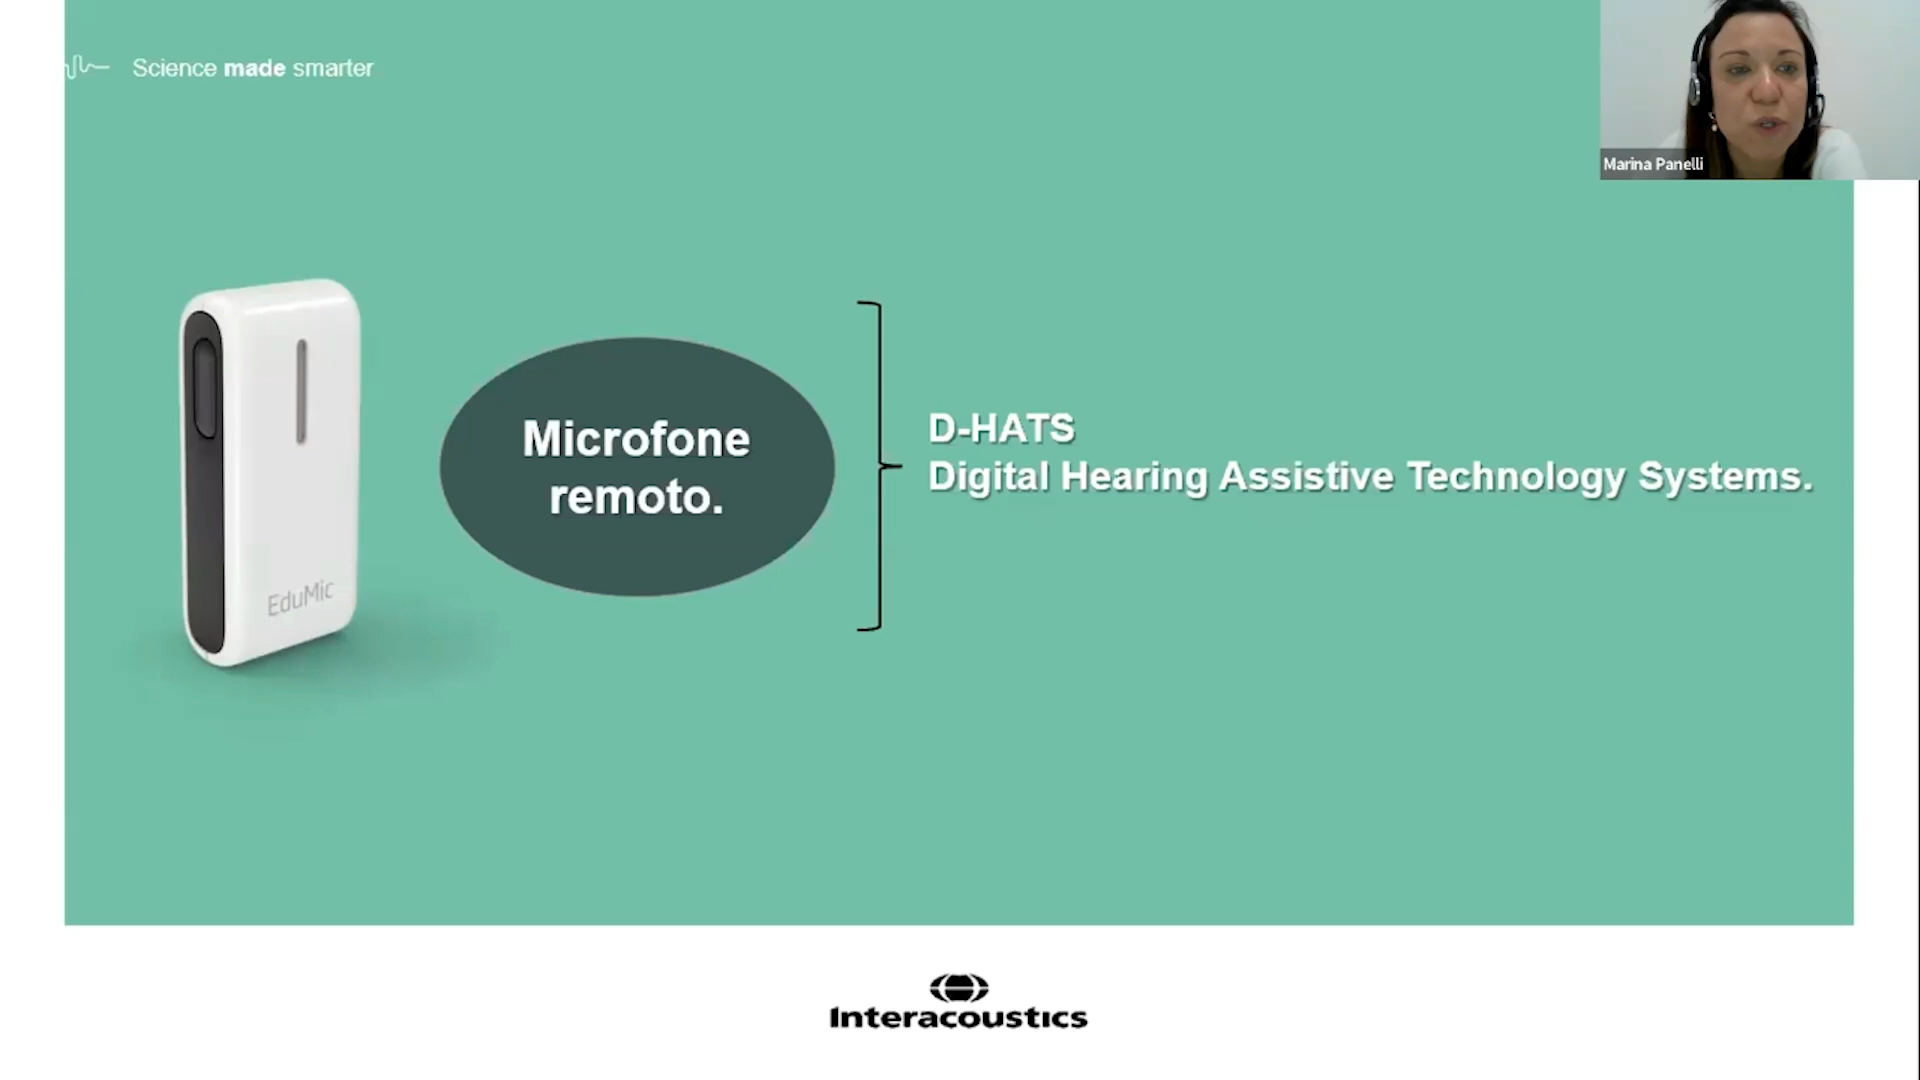 Science made smarter
Marina Panelli
EduMic
Microfone
remoto.
D-HATS
Digital Hearing Assistive Technology Systems.
Interacoustics